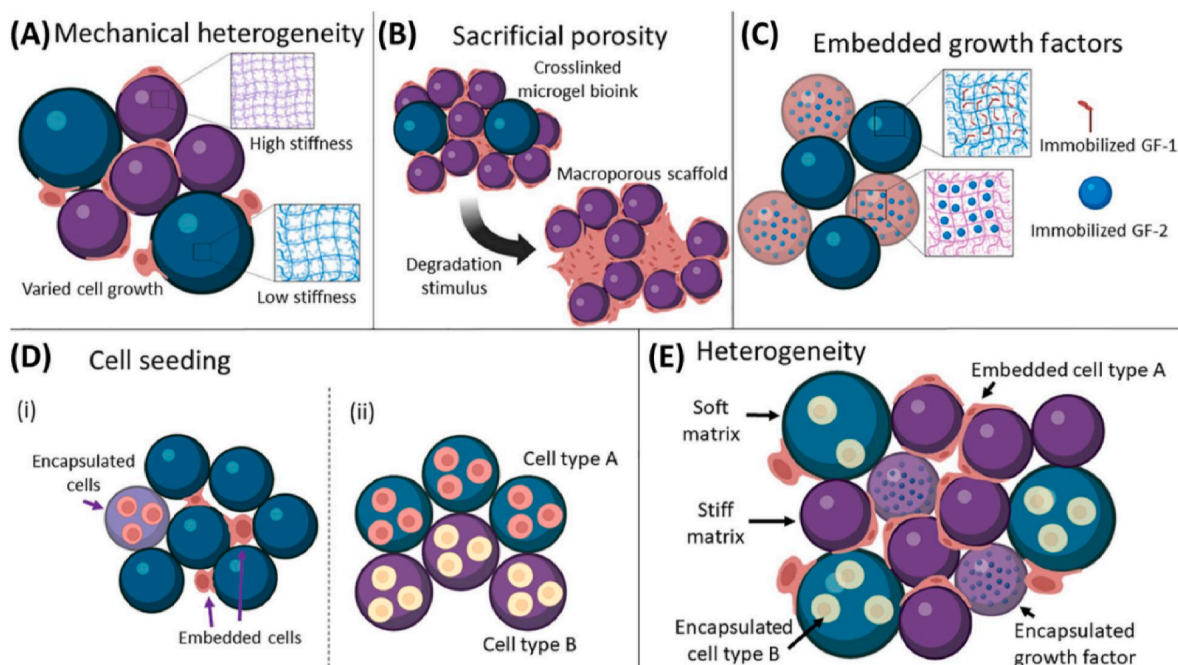 (A) Mechanical heterogeneity
High stiffness
Varied cell growth
Low stiffness
(B) Sacrificial porosity
Crosslinked
microgel bioink
Macroporous scaffold
Degradation
stimulus
(C) Embedded growth factors
Immobilized GF-1
Immobilized GF-2
(D) Cell seeding
(i)
Encapsulated
cells
Embedded cells
(ii)
Cell type A
Cell type B
(E) Heterogeneity
Embedded cell type A
Soft
matrix
Stiff
matrix
Encapsulated
cell type B
Encapsulated
growth factor